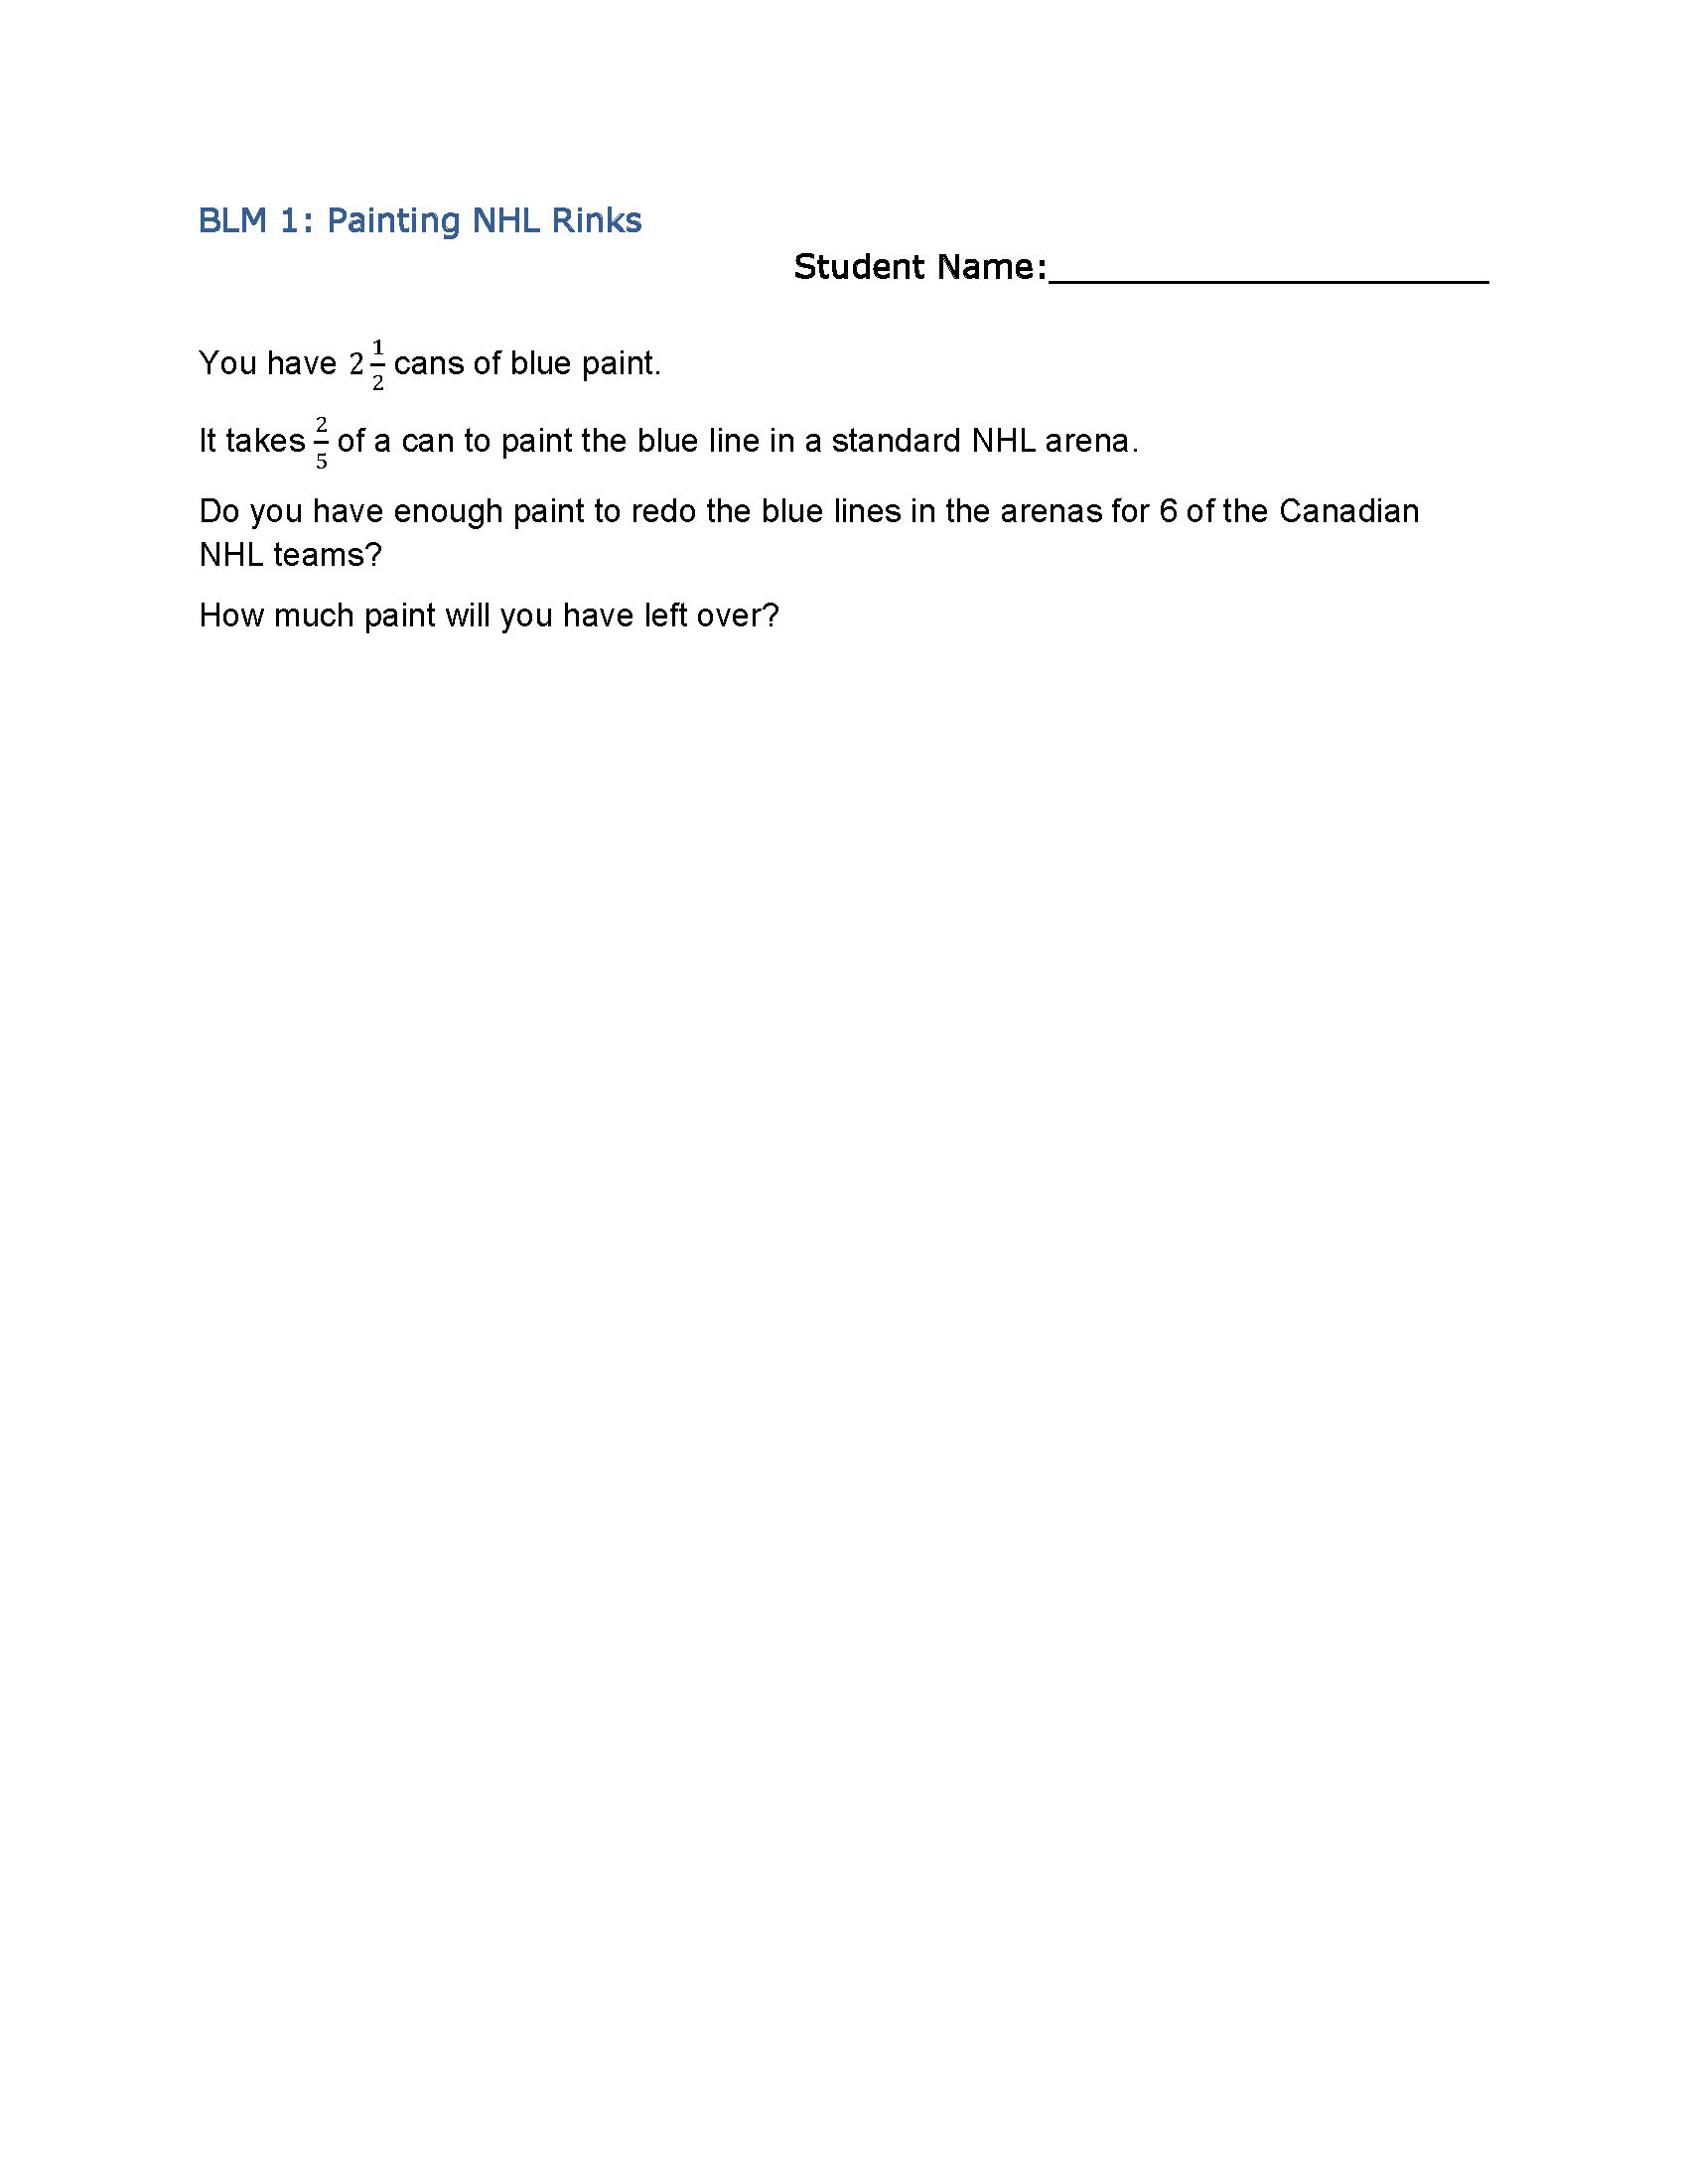 BLM 1: Painting NHL Rinks
Student Name:______________________
You have 2 1/2 cans of blue paint.
It takes 2/5 of a can to paint the blue line in a standard NHL arena.
Do you have enough paint to redo the blue lines in the arenas for 6 of the Canadian
NHL teams?
How much paint will you have left over?